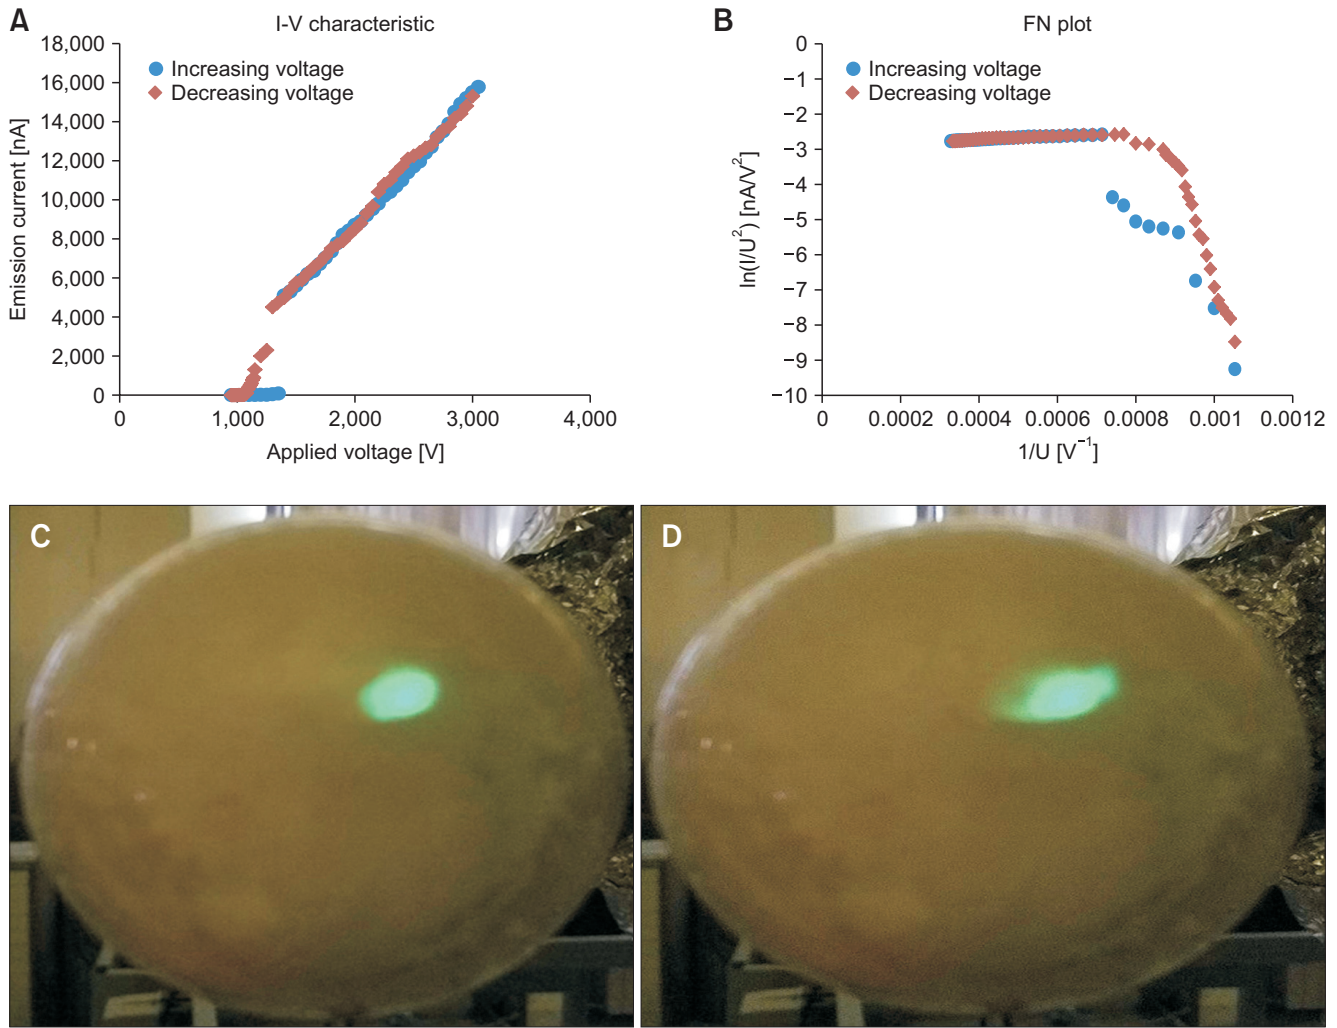 A
I-V characteristic
18,000
16,000
14,000
12,000
10,000
8,000
6,000
4,000
2,000
0
Emission current [nA]
Increasing voltage
Decreasing voltage
0
1,000
2,000
3,000
4,000
Applied voltage [V]
B
FN plot
0
−1
−2
−3
−4
−5
−6
−7
−8
−9
−10
ln(I/U²) [nA/V²]
Increasing voltage
Decreasing voltage
0
0.0002
0.0004
0.0006
0.0008
0.001
0.0012
1/U [V⁻¹]
C
D